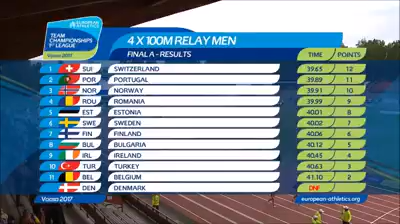 EUROPEAN ATHLETICS
TEAM CHAMPIONSHIPS
1ST LEAGUE
Vaasa 2017
4 X 100M RELAY MEN
FINAL A - RESULTS TIME POINTS
1 SUI SWITZERLAND 39.65 12
2 POR PORTUGAL 39.89 11
3 NOR NORWAY 39.91 10
4 ROU ROMANIA 39.99 9
5 EST ESTONIA 40.01 8
6 SWE SWEDEN 40.02 7
7 FIN FINLAND 40.06 6
8 BUL BULGARIA 40.12 5
9 IRL IRELAND 40.45 4
10 TUR TURKEY 40.63 3
11 BEL BELGIUM 41.10 2
DEN DENMARK DNF
Vaasa 2017 european-athletics.org